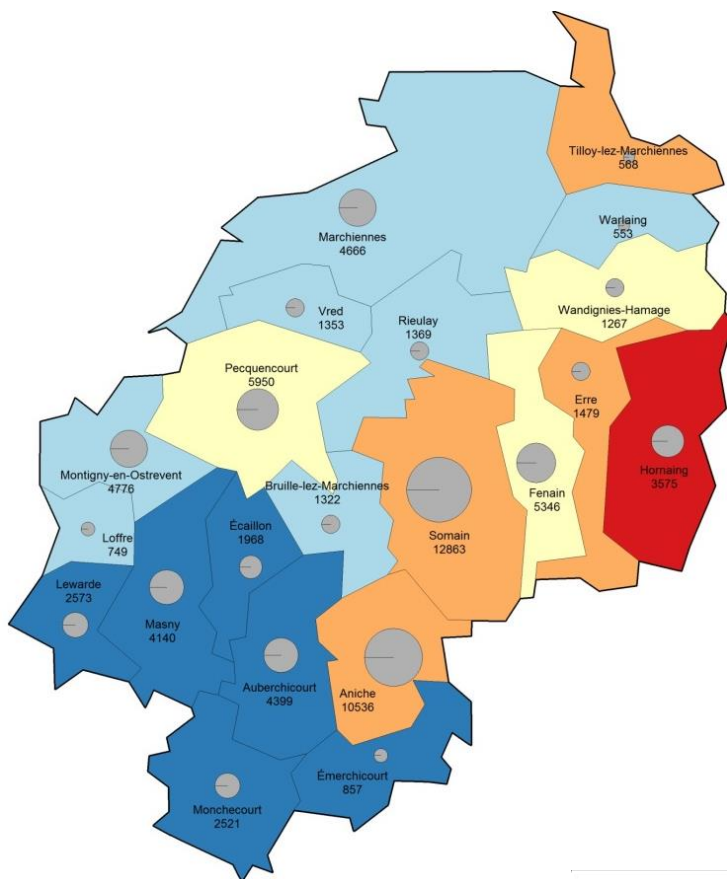 Tilloy-lez-Marchiennes
568
Warlaing
553
Marchiennes
4666
Wandignies-Hamage
1267
Vred
1353
Rieulay
1369
Pecquencourt
5950
Erre
1479
Montigny-en-Ostrevent
4776
Hornaing
3575
Bruille-lez-Marchiennes
1322
Fenain
5346
Écaillon
1968
Somain
12863
Loffre
749
Lewarde
2573
Masny
4140
Auberchicourt
4399
Aniche
10536
Émerchicourt
857
Monchecourt
2521